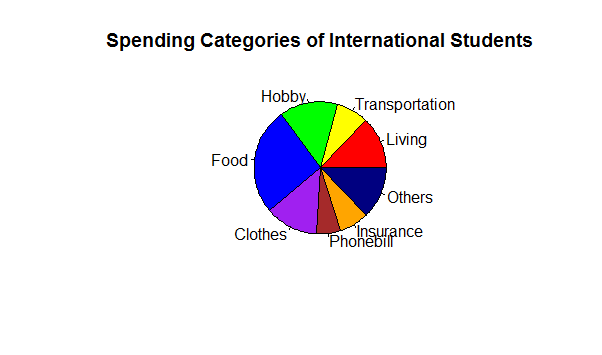 Spending Categories of International Students
Hobby
Transportation
Living
Food
Others
Clothes
Insurance
Phonebill